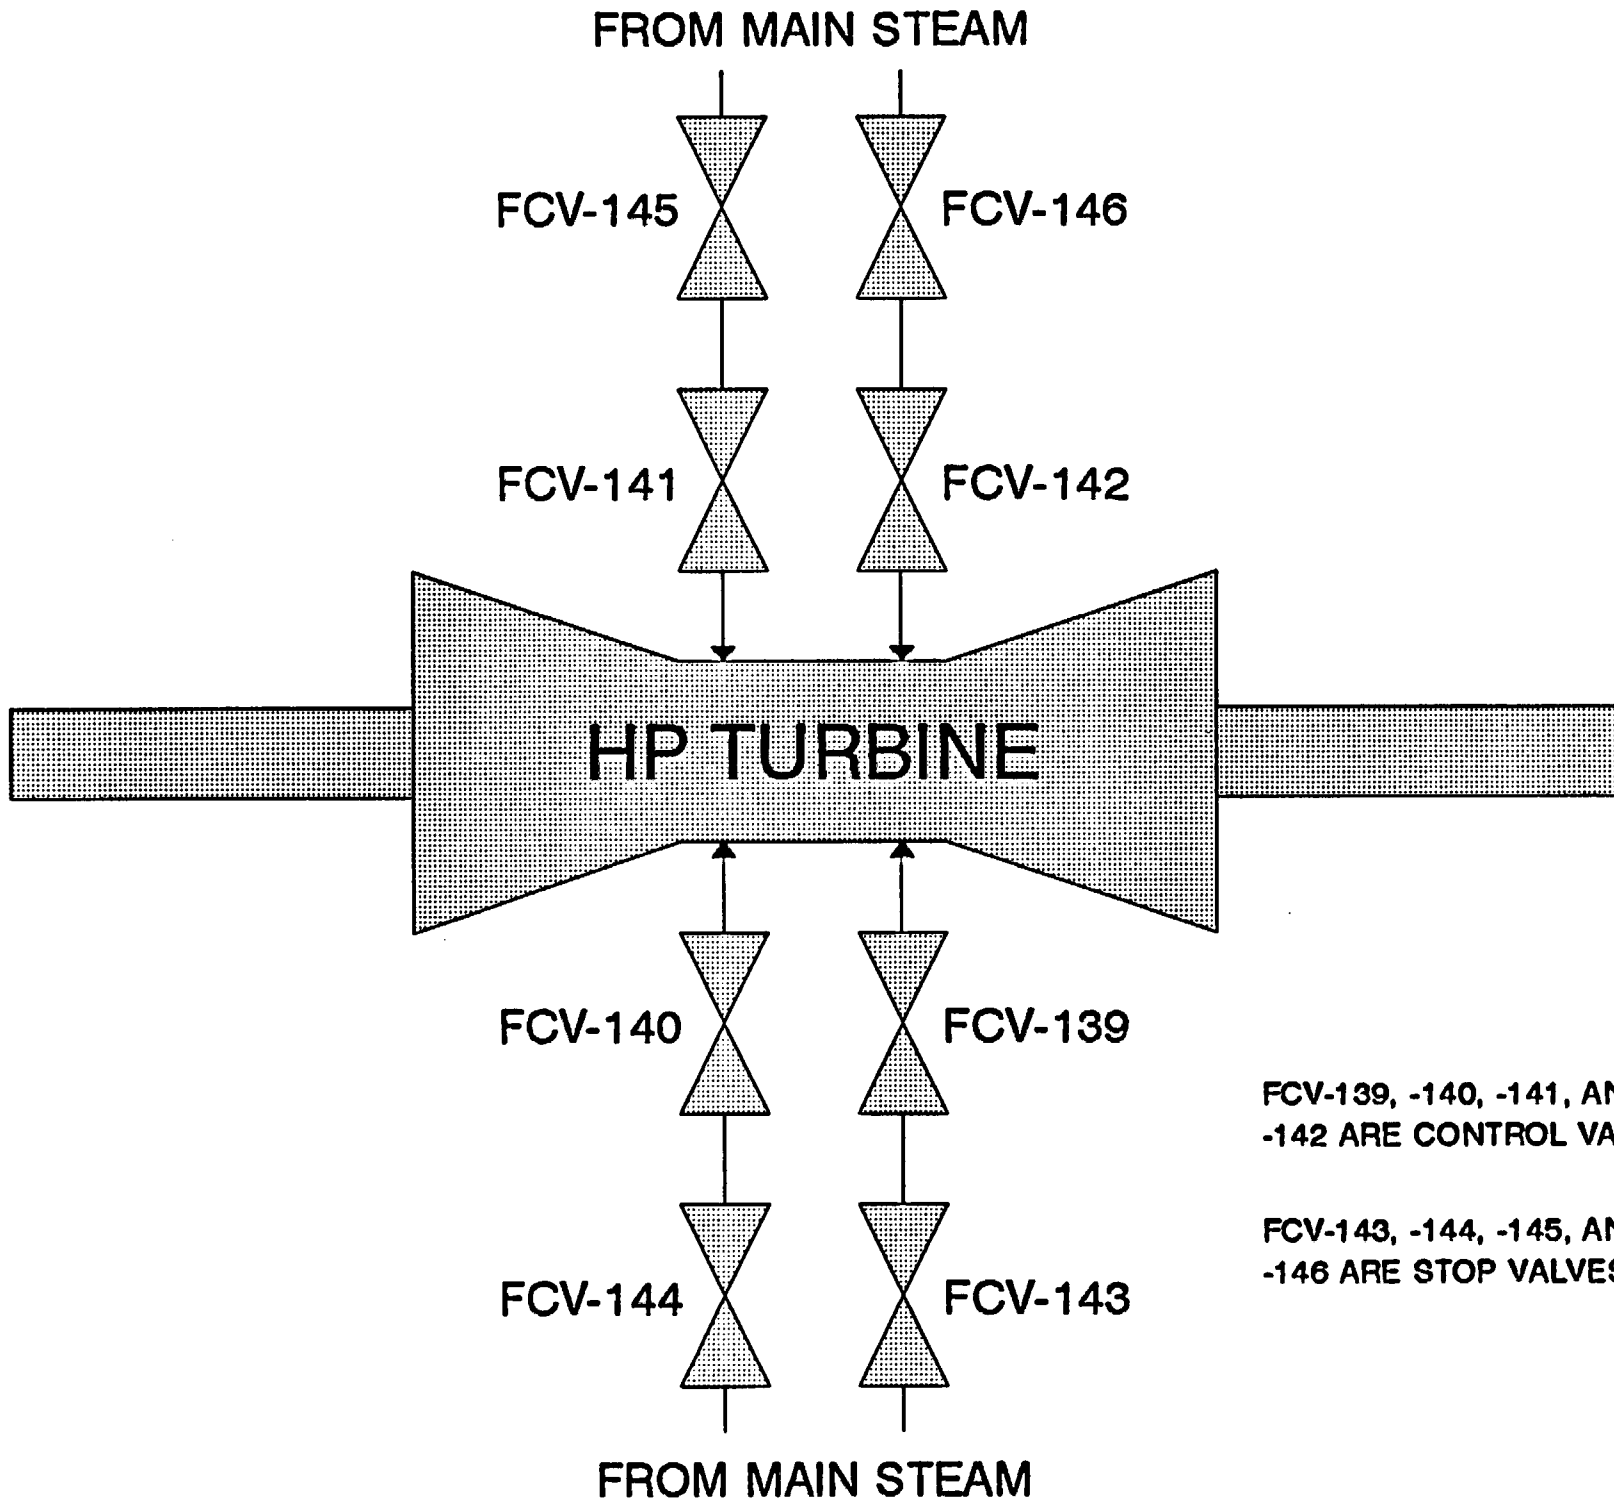 FROM MAIN STEAM
FCV-145 FCV-146
FCV-141 FCV-142
HP TURBINE
FCV-140 FCV-139
FCV-139, -140, -141, AN
-142 ARE CONTROL VA
FCV-143, -144, -145, AN
-146 ARE STOP VALVES
FCV-144 FCV-143
FROM MAIN STEAM